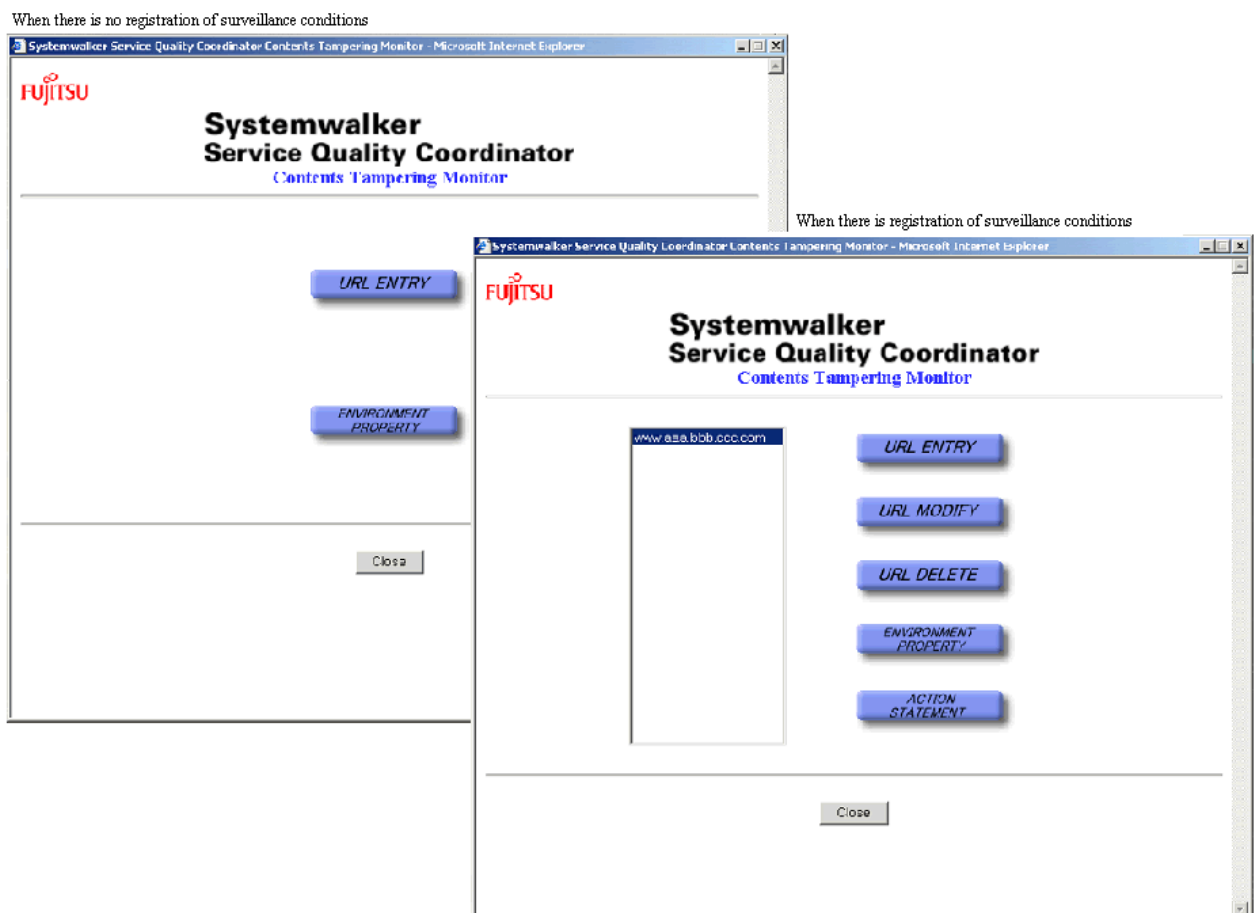 When there is no registration of surveillance conditions
Systemwalker Service Quality Coordinator Contents Tampering Monitor - Microsoft Internet Explorer
FUJITSU
Systemwalker
Service Quality Coordinator
Contents Tampering Monitor
URL ENTRY
ENVIRONMENT
PROPERTY
Close
When there is registration of surveillance conditions
Systemwalker Service Quality Coordinator Contents Tampering Monitor - Microsoft Internet Explorer
FUJITSU
Systemwalker
Service Quality Coordinator
Contents Tampering Monitor
www.aaa.bbb.ccc.com
URL ENTRY
URL MODIFY
URL DELETE
ENVIRONMENT
PROPERTY
ACTION
STATEMENT
Close